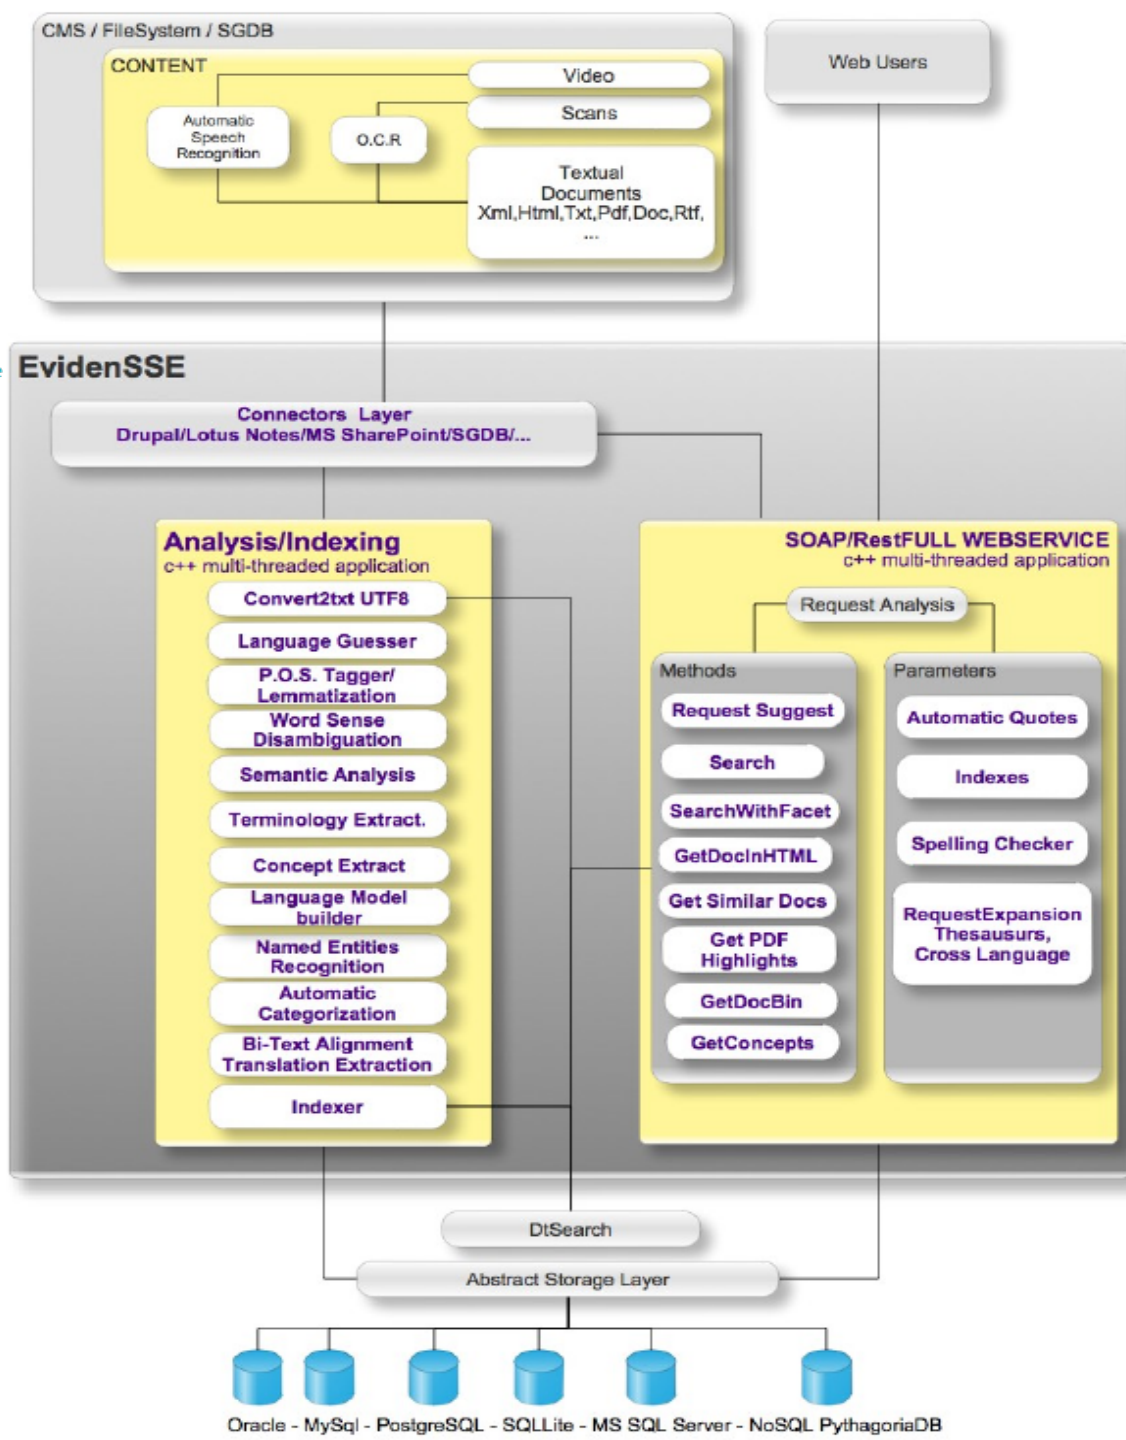 CMS / FileSystem / SGDB
CONTENT
Video
Scans
Automatic
Speech
Recognition
O.C.R
Textual
Documents
Xml,Html,Txt,Pdf,Doc,Rtf,
...
Web Users
EvidenSSE
Connectors Layer
Drupal/Lotus Notes/MS SharePoint/SGDB/...
Analysis/Indexing
c++ multi-threaded application
Convert2txt UTF8
Language Guesser
P.O.S. Tagger/
Lemmatization
Word Sense
Disambiguation
Semantic Analysis
Terminology Extract.
Concept Extract
Language Model
builder
Named Entities
Recognition
Automatic
Categorization
Bi-Text Alignment
Translation Extraction
Indexer
SOAP/RestFULL WEBSERVICE
c++ multi-threaded application
Request Analysis
Methods
Request Suggest
Search
SearchWithFacet
GetDocInHTML
Get Similar Docs
Get PDF
Highlights
GetDocBin
GetConcepts
Parameters
Automatic Quotes
Indexes
Spelling Checker
RequestExpansion
Thesausurs,
Cross Language
DtSearch
Abstract Storage Layer
Oracle - MySql - PostgreSQL - SQLLite - MS SQL Server - NoSQL PythagoriaDB